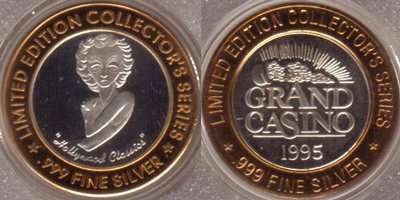 LIMITED EDITION COLLECTOR'S SERIES
"Hollywood Classics"
.999 FINE SILVER
LIMITED EDITION COLLECTOR'S SERIES
GRAND
CASINO
1995
.999 FINE SILVER